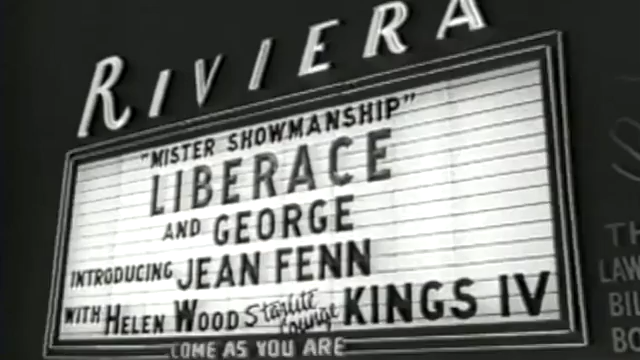 RIVIERA
"MISTER SHOWMANSHIP"
LIBERACE
AND GEORGE
INTRODUCING JEAN FENN
WITH HELEN WOOD Starlite Lounge KINGS IV
COME AS YOU ARE